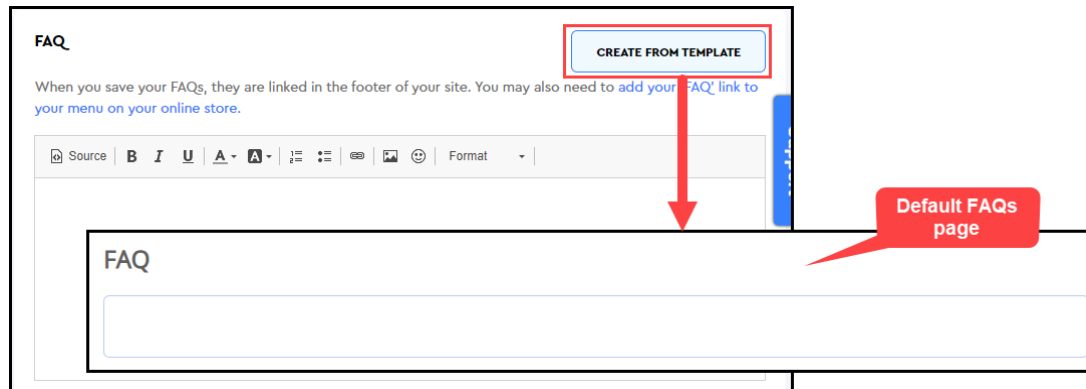 FAQ
CREATE FROM TEMPLATE
When you save your FAQs, they are linked in the footer of your site. You may also need to add your 'FAQ' link to
your menu on your online store.
Source B I U A A Format
Default FAQs
page
FAQ